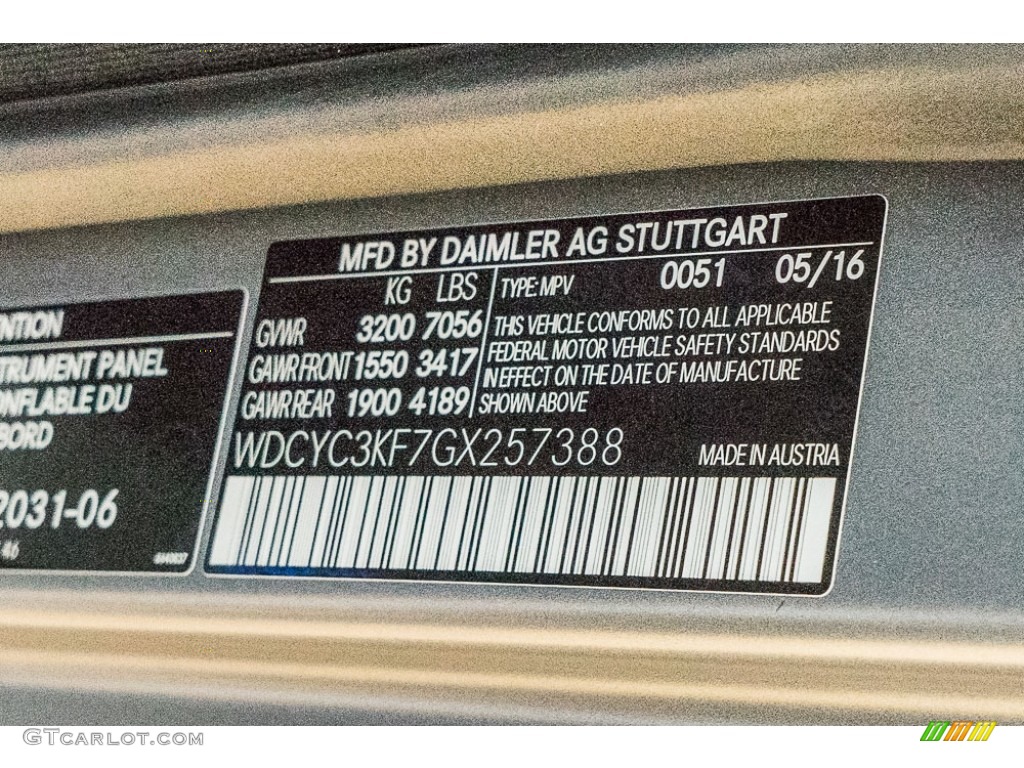 NTION
TRUMENT PANEL
ONFLABLE DU
BORD
2031-06
46
MFD BY DAIMLER AG STUTTGART
KG LBS TYPE: MPV 0051 05/16
GVWR 3200 7056 THIS VEHICLE CONFORMS TO ALL APPLICABLE
GAWR FRONT 1550 3417 FEDERAL MOTOR VEHICLE SAFETY STANDARDS
IN EFFECT ON THE DATE OF MANUFACTURE
GAWR REAR 1900 4189 SHOWN ABOVE
WDCYC3KF7GX257388 MADE IN AUSTRIA
GTCARLOT.COM